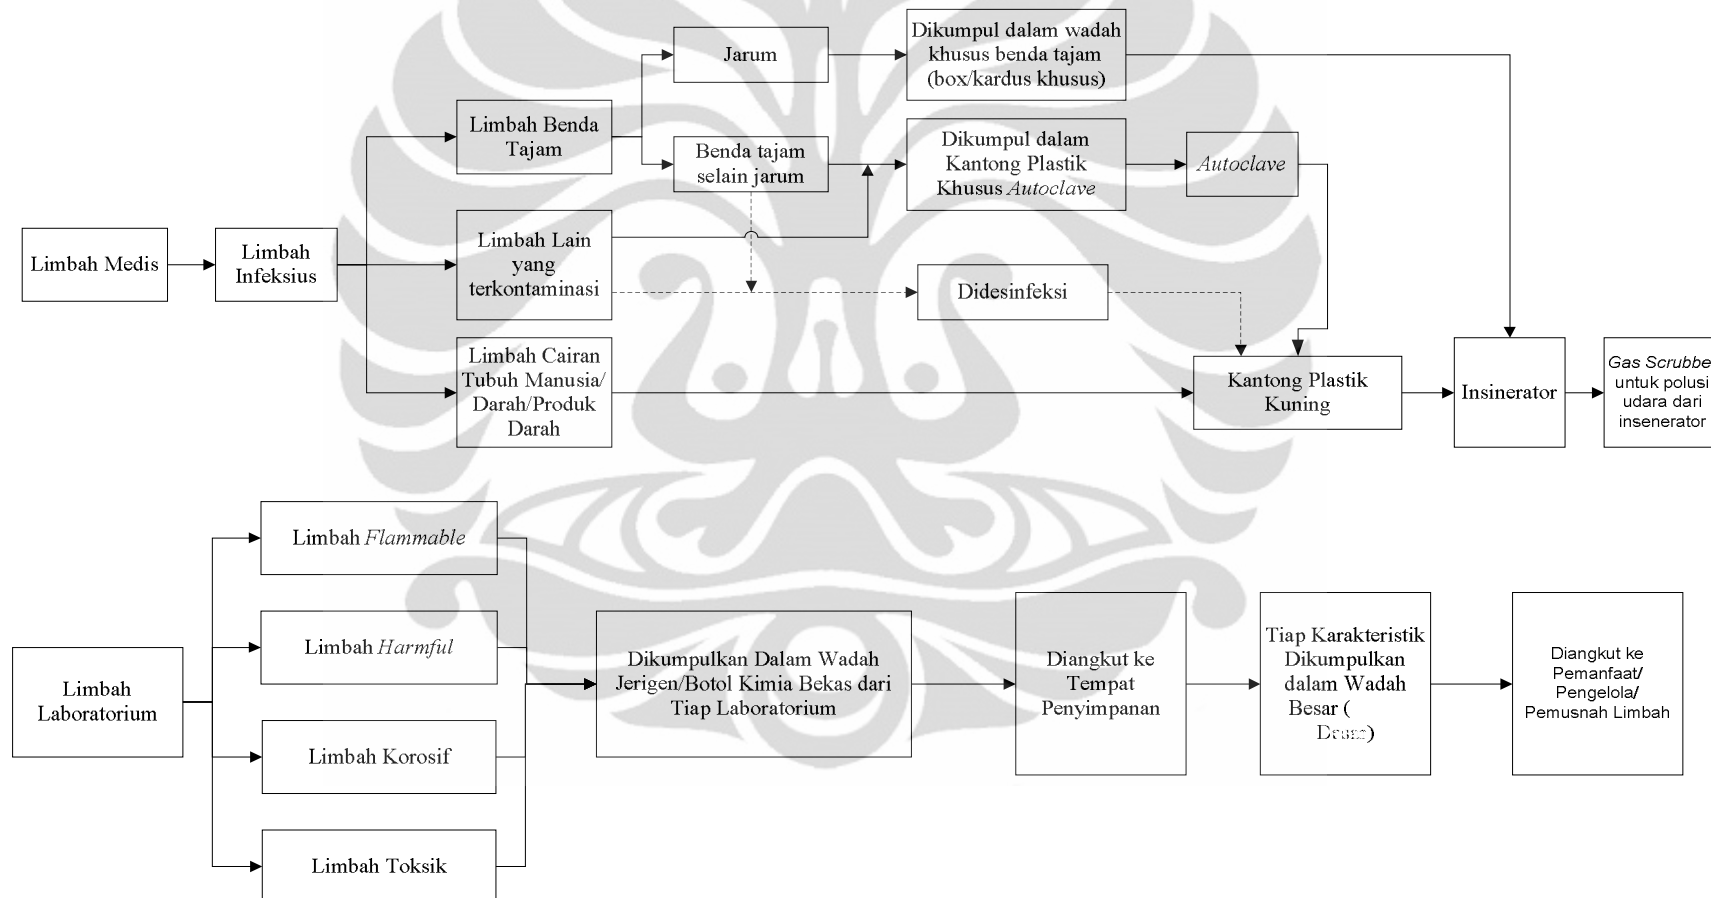 Jarum
Dikumpul dalam wadah
khusus benda tajam
(box/kardus khusus)
Limbah Benda
Tajam
Benda tajam
selain jarum
Dikumpul dalam
Kantong Plastik
Khusus Autoclave
Autoclave
Limbah Medis
Limbah
Infeksius
Limbah Lain
yang
terkontaminasi
Didesinfeksi
Limbah Cairan
Tubuh Manusia/
Darah/Produk
Darah
Kantong Plastik
Kuning
Insinerator
Gas Scrubbe
untuk polusi
udara dari
insenerator
Limbah
Laboratorium
Limbah Flammable
Limbah Harmful
Limbah Korosif
Limbah Toksik
Dikumpulkan Dalam Wadah
Jerigen/Botol Kimia Bekas dari
Tiap Laboratorium
Diangkut ke
Tempat
Penyimpanan
Tiap Karakteristik
Dikumpulkan
dalam Wadah
Besar (
)
Diangkut ke
Pemanfaat/
Pengelola/
Pemusnah Limbah